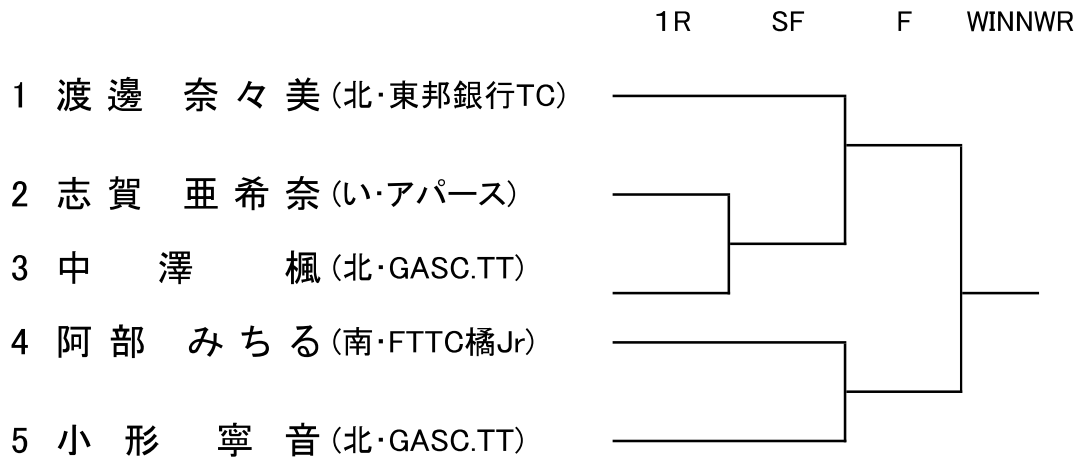 1R SF F WINNWR
1 渡邊 奈々美 (北・東邦銀行TC)
2 志賀 亜希奈 (い・アパース)
3 中澤 楓 (北・GASC.TT)
4 阿部 みちる (南・FTTC橘Jr)
5 小形 寧音 (北・GASC.TT)